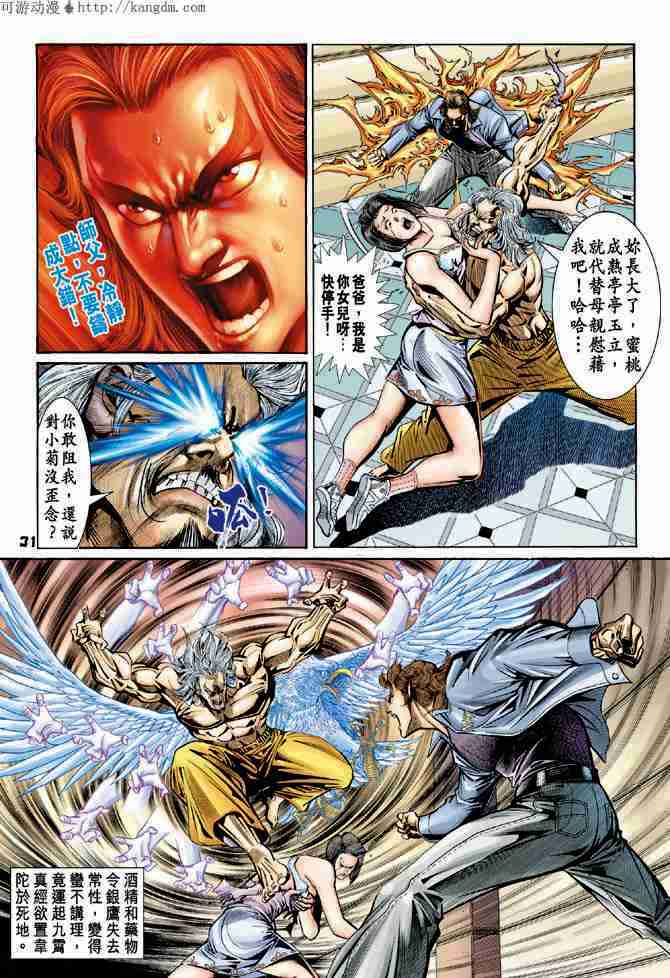 可游动漫 http://kangdm.com
師父，冷靜
點，不要鑄
成大錯！
妳長大了，蜜桃
成熟亭亭玉立，
就代替母親慰藉
我吧！哈哈…
爸爸，我是
你女兒呀…
快停手！
你敢阻我，還說
對小菊沒歪念？
呱！
31
酒精和藥物
令銀鷹失去
常性，變得
蠻不講理，
竟運起九霄
真經欲置韋
陀於死地。